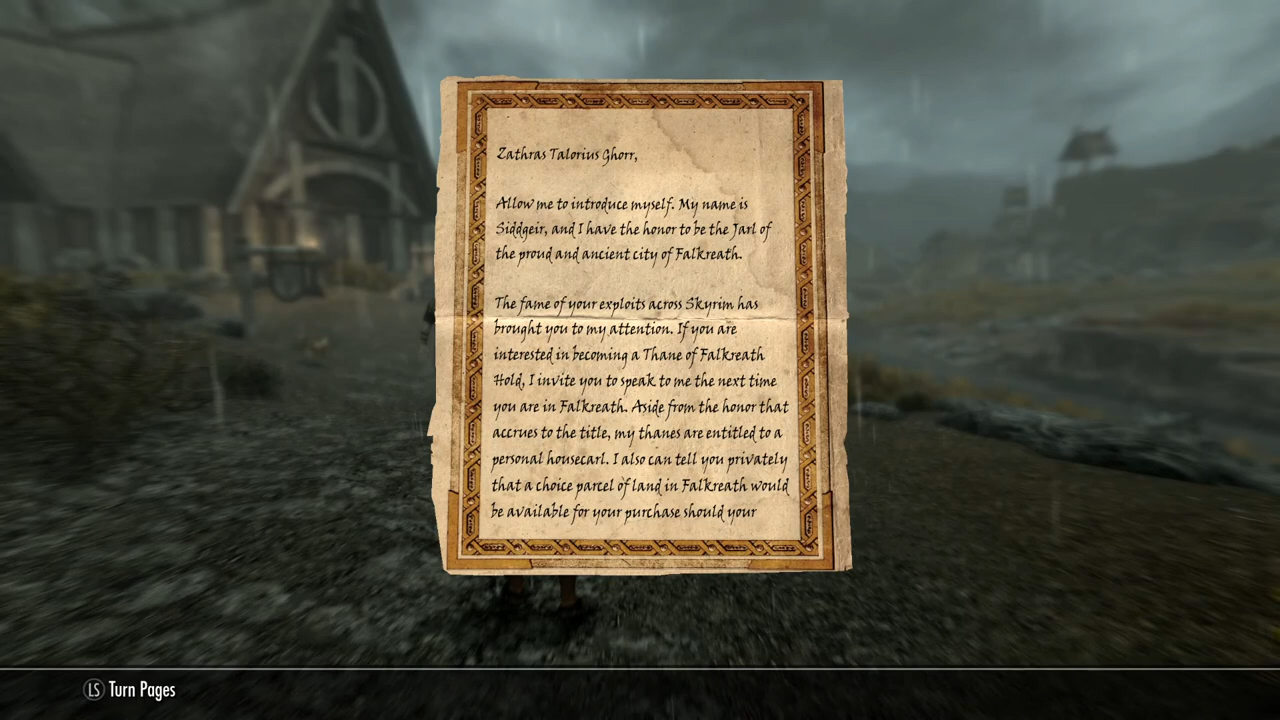 Zathras Talorius Ghorr,
Allow me to introduce myself. My name is
Siddgeir, and I have the honor to be the Jarl of
the proud and ancient city of Falkreath.
The fame of your exploits across Skyrim has
brought you to my attention. If you are
interested in becoming a Thane of Falkreath
Hold, I invite you to speak to me the next time
you are in Falkreath. Aside from the honor that
accrues to the title, my thanes are entitled to a
personal housecarl. I also can tell you privately
that a choice parcel of land in Falkreath would
be available for your purchase should your
LS Turn Pages